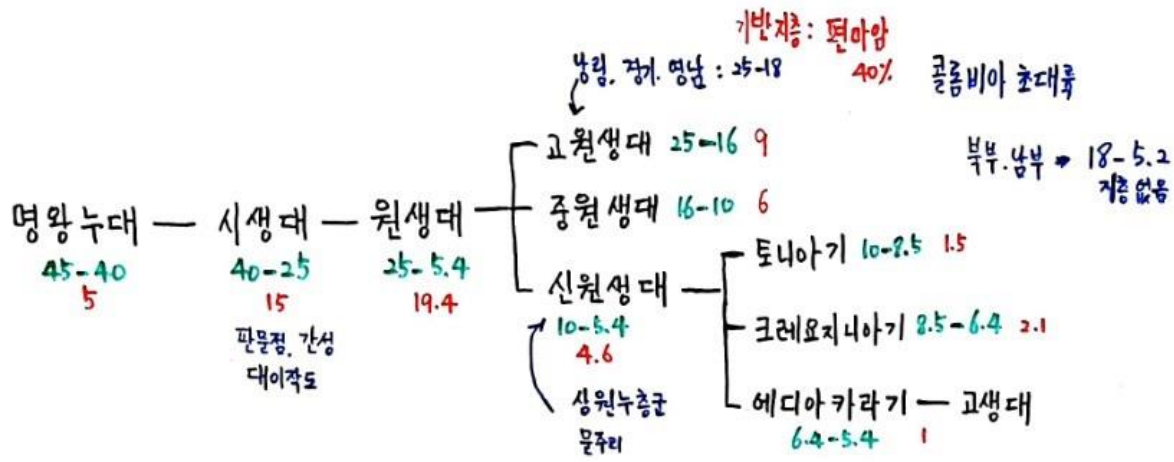 기반지층: 편마암
40%
낭림, 경기, 영남 : 25-18
콜롬비아 초대륙
고원생대 25-16 9
북부.남부 → 18-5.2
지층 없음
중원생대 16-10 6
명왕누대 — 시생대 — 원생대
45-40
5
40-25
15
25-5.4
19.4
판문점, 간성
대이작도
신원생대
10-5.4
4.6
상원누층군
문주리
토니아기 10-8.5 1.5
크레요지니아기 8.5-6.4 2.1
에디아카라기 — 고생대
6.4-5.4 1